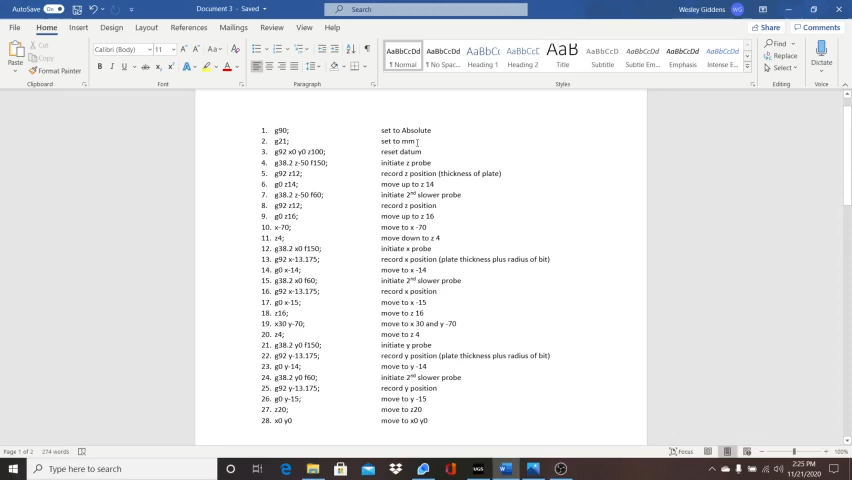 AutoSave On Document 3 - Saved Search Wesley Giddens WG
File Home Insert Design Layout References Mailings Review View Help Share Comments
Cut
Copy
Paste Format Painter
Calibri (Body) 11
AaBbCcDd AaBbCcDd AaBbCc AaBbCcC AaB AaBbCcD AaBbCcDd AaBbCcDd AaBbCcDd
¶ Normal ¶ No Spac... Heading 1 Heading 2 Title Subtitle Subtle Em... Emphasis Intense E...
Find
Replace
Select
Dictate
Clipboard Font Paragraph Styles Editing Voice
1. g90; set to Absolute
2. g21; set to mm
3. g92 x0 y0 z100; reset datum
4. g38.2 z-50 f150; initiate z probe
5. g92 z12; record z position (thickness of plate)
6. g0 z14; move up to z 14
7. g38.2 z-50 f60; initiate 2nd slower probe
8. g92 z12; record z position
9. g0 z16; move up to z 16
10. x-70; move to x -70
11. z4; move down to z 4
12. g38.2 x0 f150; initiate x probe
13. g92 x-13.175; record x position (plate thickness plus radius of bit)
14. g0 x-14; move to x -14
15. g38.2 x0 f60; initiate 2nd slower probe
16. g92 x-13.175; record x position
17. g0 x-15; move to x -15
18. z16; move to z 16
19. x30 y-70; move to x 30 and y -70
20. z4; move to z 4
21. g38.2 y0 f150; initiate y probe
22. g92 y-13.175; record y position (plate thickness plus radius of bit)
23. g0 y-14; move to y -14
24. g38.2 y0 f60; initiate 2nd slower probe
25. g92 y-13.175; record y position
26. g0 y-15; move to y -15
27. z20; move to z20
28. x0 y0 move to x0 y0
Page 1 of 2 274 words Focus 100%
Type here to search UGS 2:25 PM
11/21/2020